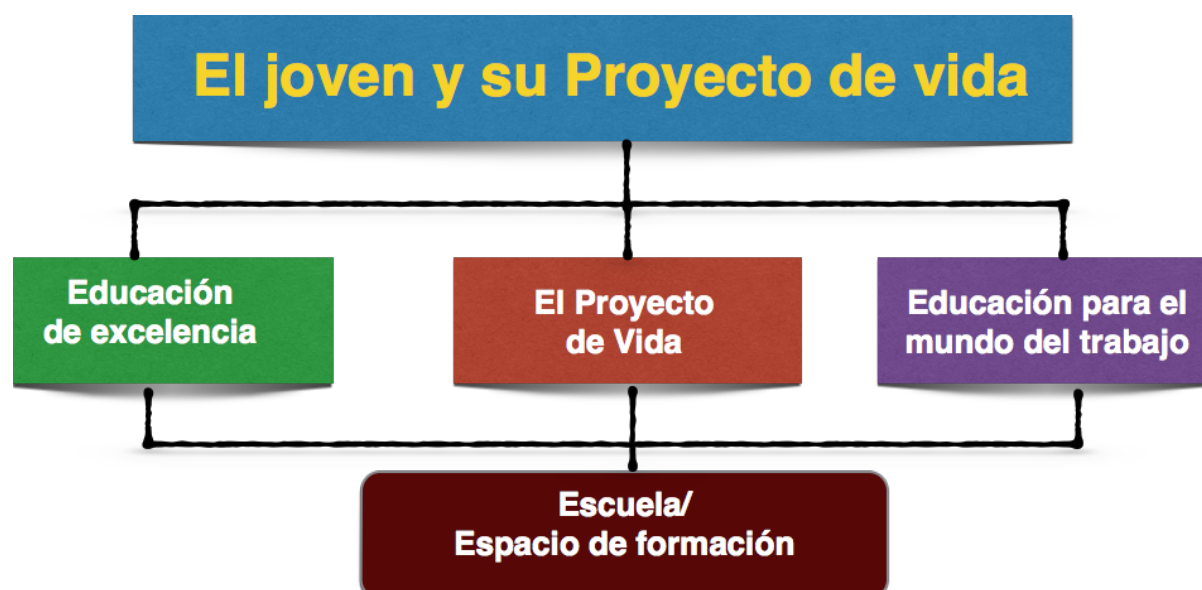 El joven y su Proyecto de vida
Educación
de excelencia
El Proyecto
de Vida
Educación para el
mundo del trabajo
Escuela/
Espacio de formación